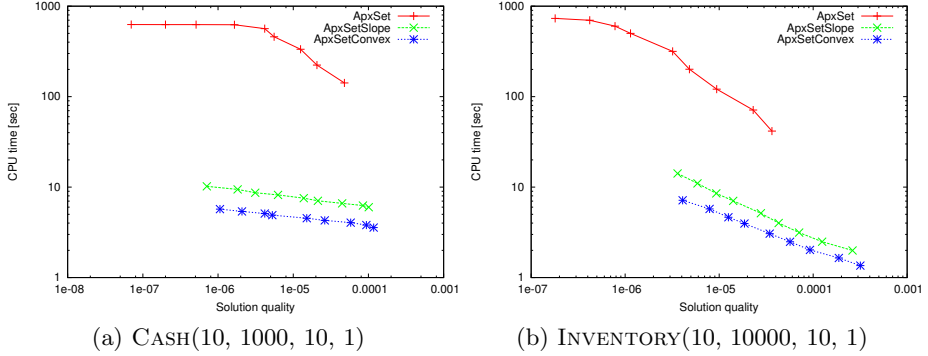 1000
100
10
1
CPU time [sec]
1e-08
1e-07
1e-06
1e-05
0.0001
0.001
Solution quality
ApxSet
ApxSetSlope
ApxSetConvex
(a) CASH(10, 1000, 10, 1)
1000
100
10
1
CPU time [sec]
1e-07
1e-06
1e-05
0.0001
0.001
Solution quality
ApxSet
ApxSetSlope
ApxSetConvex
(b) INVENTORY(10, 10000, 10, 1)